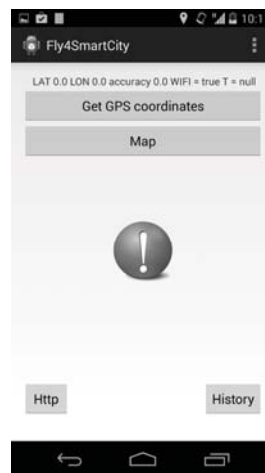 10:1
Fly4SmartCity
LAT 0.0 LON 0.0 accuracy 0.0 WIFI = true T = null
Get GPS coordinates
Map
!
Http
History